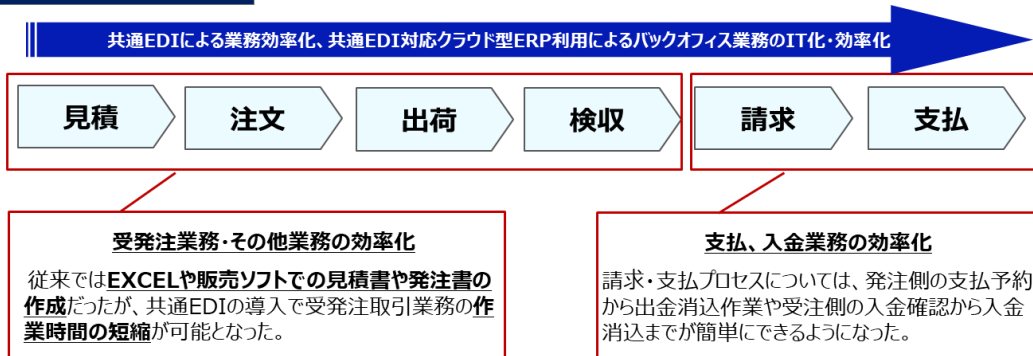 共通EDIによる業務効率化、共通EDI対応クラウド型ERP利用によるバックオフィス業務のIT化・効率化
見積
注文
出荷
検収
請求
支払
受発注業務・その他業務の効率化
従来ではEXCELや販売ソフトでの見積書や発注書の
作成だったが、共通EDIの導入で受発注取引業務の作
業時間の短縮が可能となった。
支払、入金業務の効率化
請求・支払プロセスについては、発注側の支払予約
から出金消込作業や受注側の入金確認から入金
消込までが簡単にできるようになった。